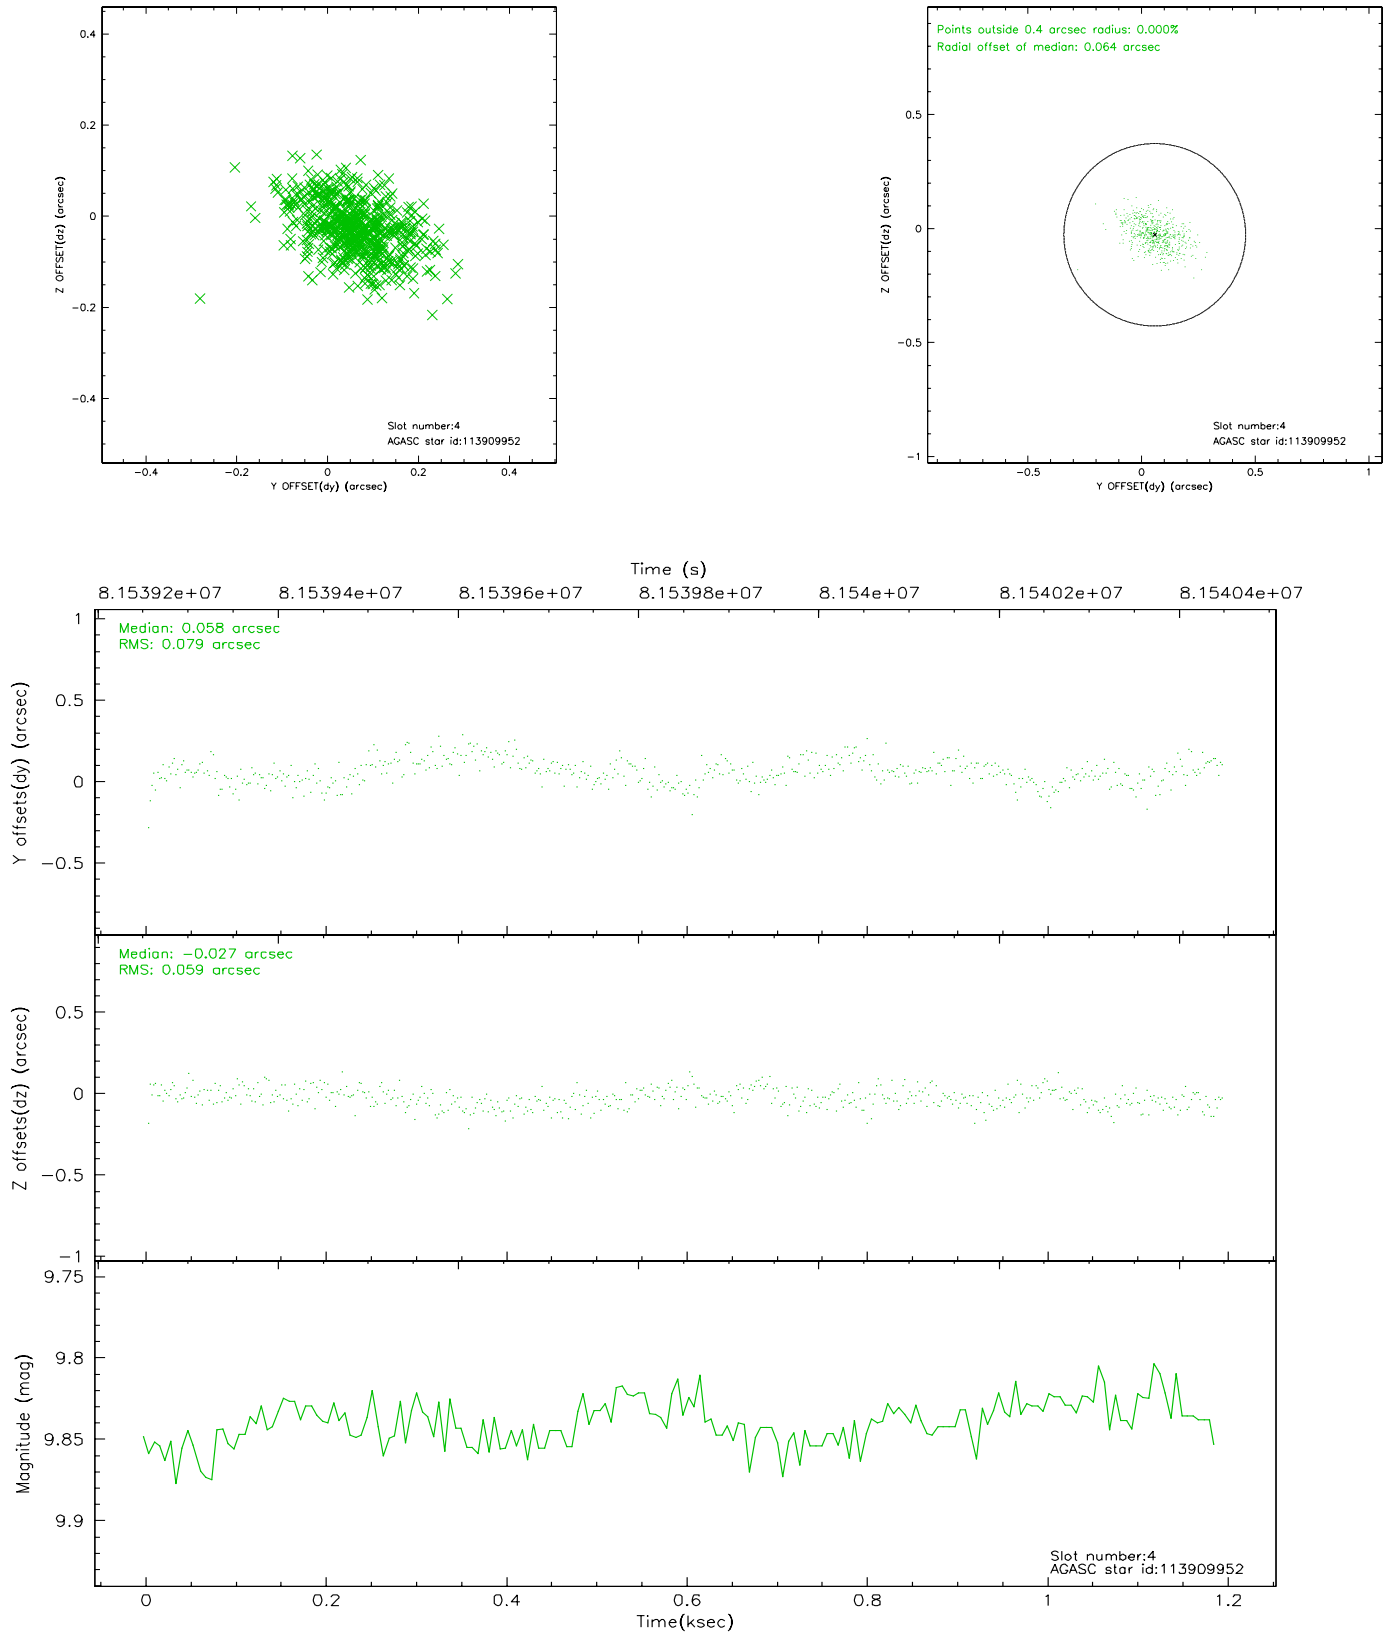 0.4
0.2
0
−0.2
−0.4
Z OFFSET(dz) (arcsec)
Slot number:4
AGASC star id:113909952
−0.4 −0.2 0 0.2 0.4
Y OFFSET(dy) (arcsec)
Points outside 0.4 arcsec radius: 0.000%
Radial offset of median: 0.064 arcsec
0.5
0
−0.5
−1
Z OFFSET(dz) (arcsec)
Slot number:4
AGASC star id:113909952
−0.5 0 0.5 1
Y OFFSET(dy) (arcsec)
Time (s)
8.15392e+07 8.15394e+07 8.15396e+07 8.15398e+07 8.154e+07 8.15402e+07 8.15404e+07
Median: 0.058 arcsec
RMS: 0.079 arcsec
1
0.5
0
−0.5
Y offsets(dy) (arcsec)
Median: −0.027 arcsec
RMS: 0.059 arcsec
0.5
0
−0.5
−1
Z offsets(dz) (arcsec)
9.75
9.8
9.85
9.9
Magnitude (mag)
Slot number:4
AGASC star id:113909952
0 0.2 0.4 0.6 0.8 1 1.2
Time(ksec)